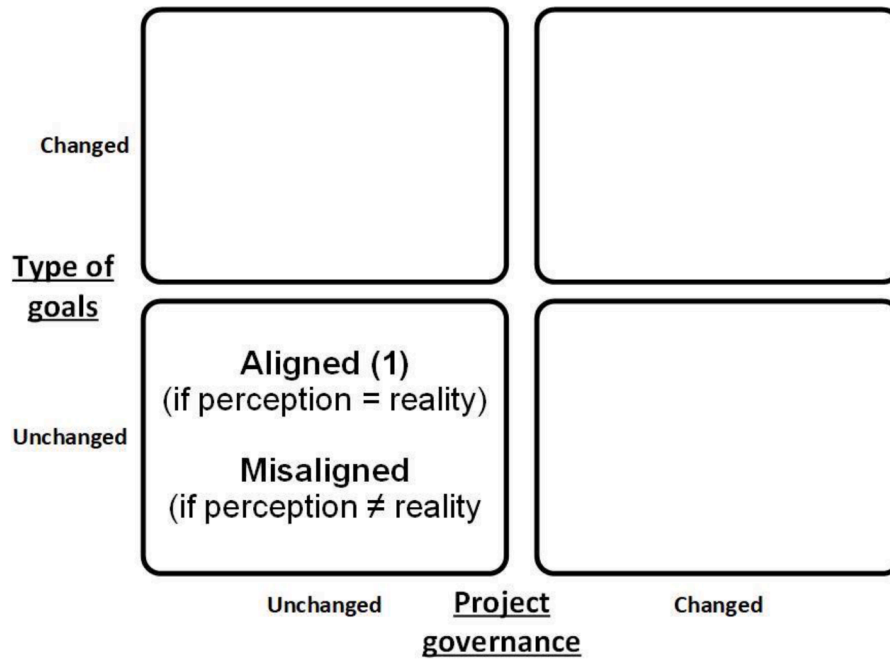 Changed
Type of
goals
Aligned (1)
(if perception = reality)
Misaligned
(if perception ≠ reality
Unchanged
Unchanged
Project
governance
Changed